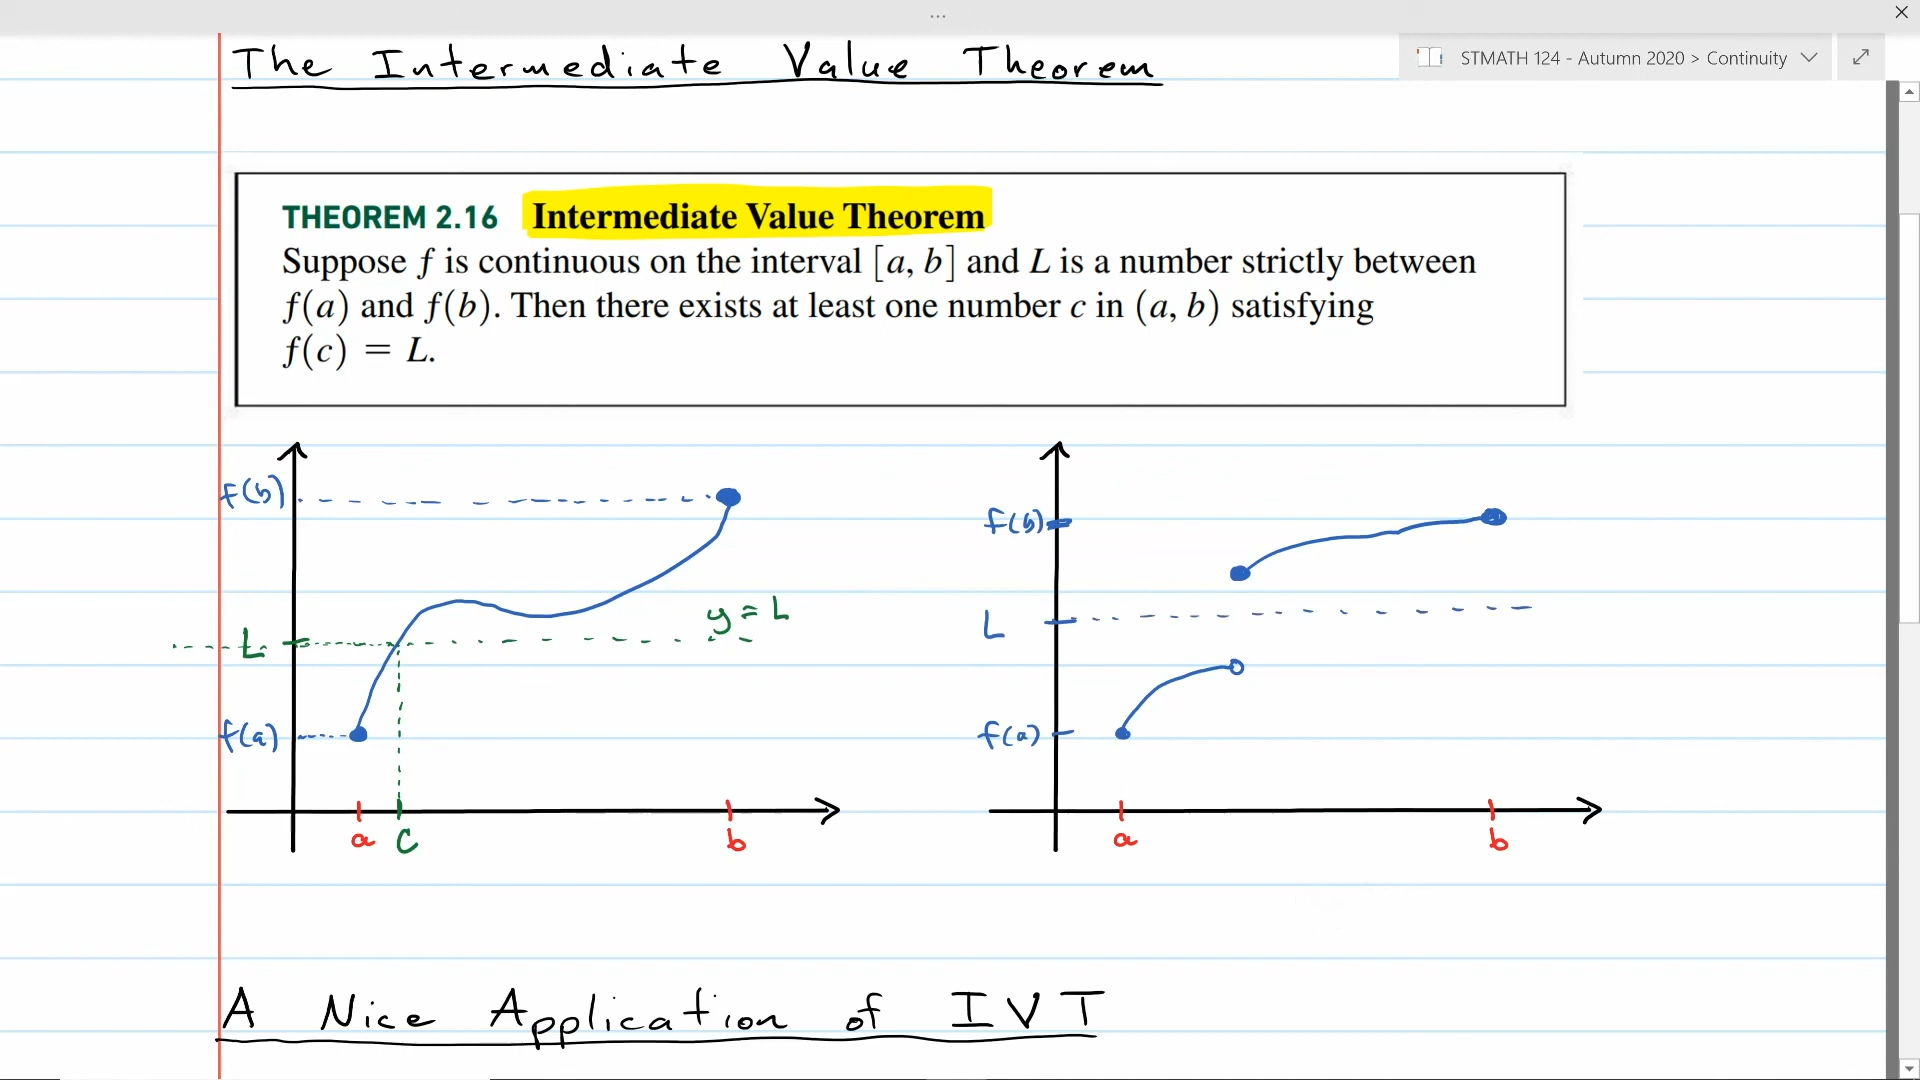 ...
The Intermediate Value Theorem
STMATH 124 - Autumn 2020 > Continuity
THEOREM 2.16 Intermediate Value Theorem
Suppose f is continuous on the interval [a, b] and L is a number strictly between
f(a) and f(b). Then there exists at least one number c in (a, b) satisfying
f(c) = L.
f(b)
y = L
L
f(a)
a c b
f(b)
L
f(a)
a b
A Nice Application of IVT